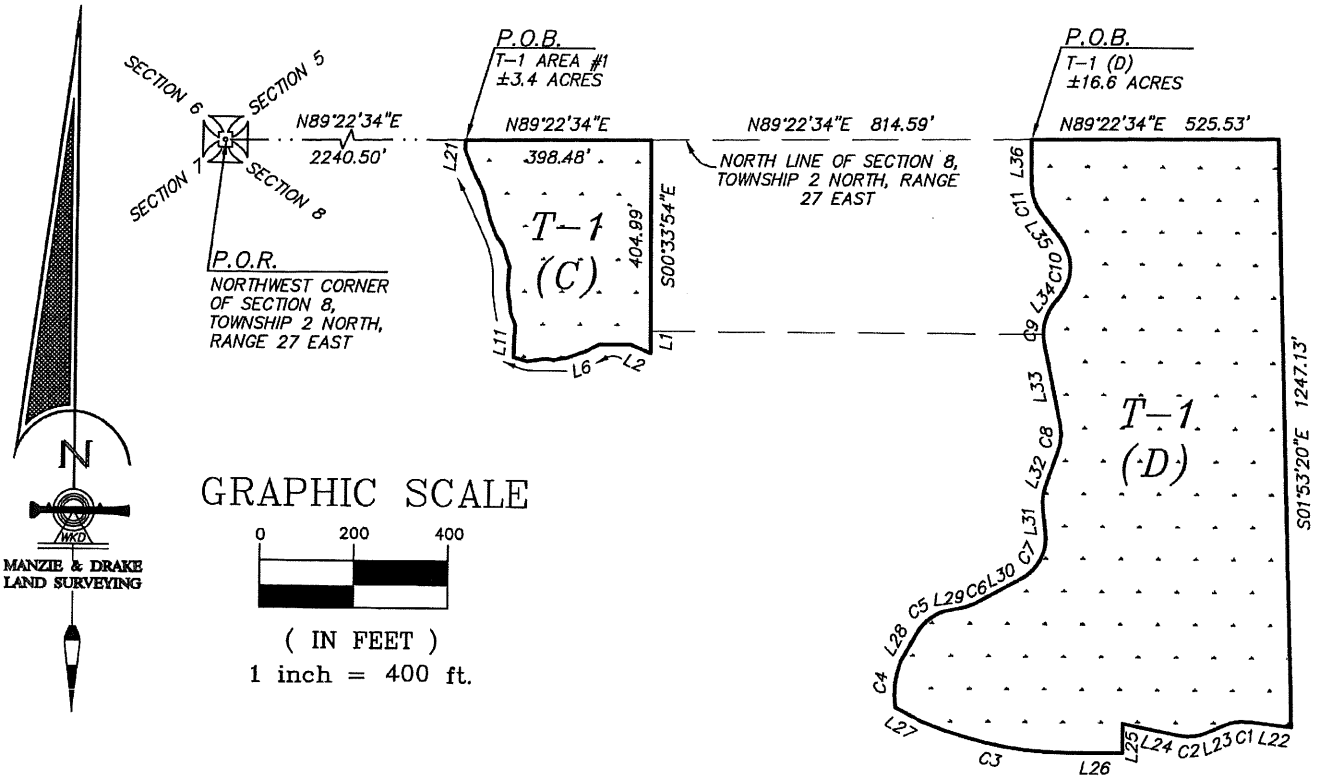 P.O.B.
T-1 AREA #1
±3.4 ACRES
P.O.B.
T-1 (D)
±16.6 ACRES
SECTION 6
SECTION 5
SECTION 7
SECTION 8
N89°22'34"E
2240.50'
N89°22'34"E
398.48'
N89°22'34"E 814.59'
N89°22'34"E 525.53'
NORTH LINE OF SECTION 8,
TOWNSHIP 2 NORTH, RANGE
27 EAST
P.O.R.
NORTHWEST CORNER
OF SECTION 8,
TOWNSHIP 2 NORTH,
RANGE 27 EAST
L21
T-1
(C)
404.99'
S00°33'54"E
L11
L6
L2
L1
L36
C11
L35
C10
L34
C9
L33
C8
L32
L31
C7
L30
C6
L29
C5
L28
C4
L27
C3
L26
L25
L24
C2
L23
C1
L22
T-1
(D)
S01°53'20"E 1247.13'
N
WKD
MANZIE & DRAKE
LAND SURVEYING
GRAPHIC SCALE
0 200 400
( IN FEET )
1 inch = 400 ft.